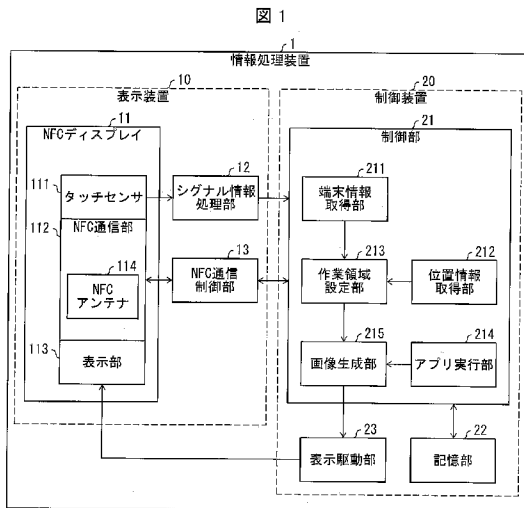 図1
1
情報処理装置
10
表示装置
20
制御装置
11
NFCディスプレイ
21
制御部
111
タッチセンサ
12
シグナル情報
処理部
211
端末情報
取得部
112
NFC通信部
114
NFC
アンテナ
13
NFC通信
制御部
213
作業領域
設定部
212
位置情報
取得部
113
表示部
215
画像生成部
214
アプリ実行部
23
表示駆動部
22
記憶部